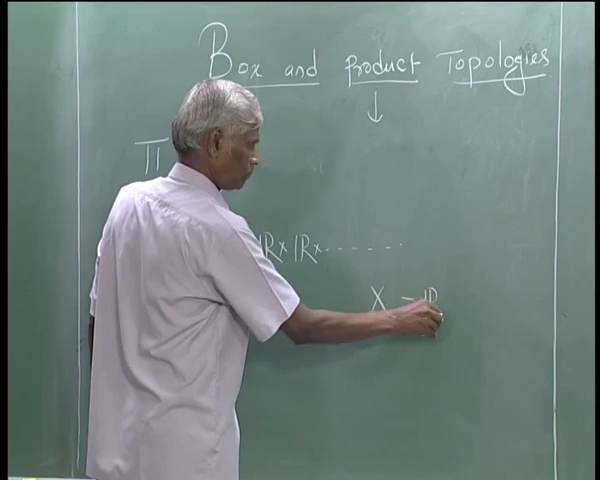 Box and product Topologies
↓
Π
ℝ × ℝ × - - - - - -
X = ℝ